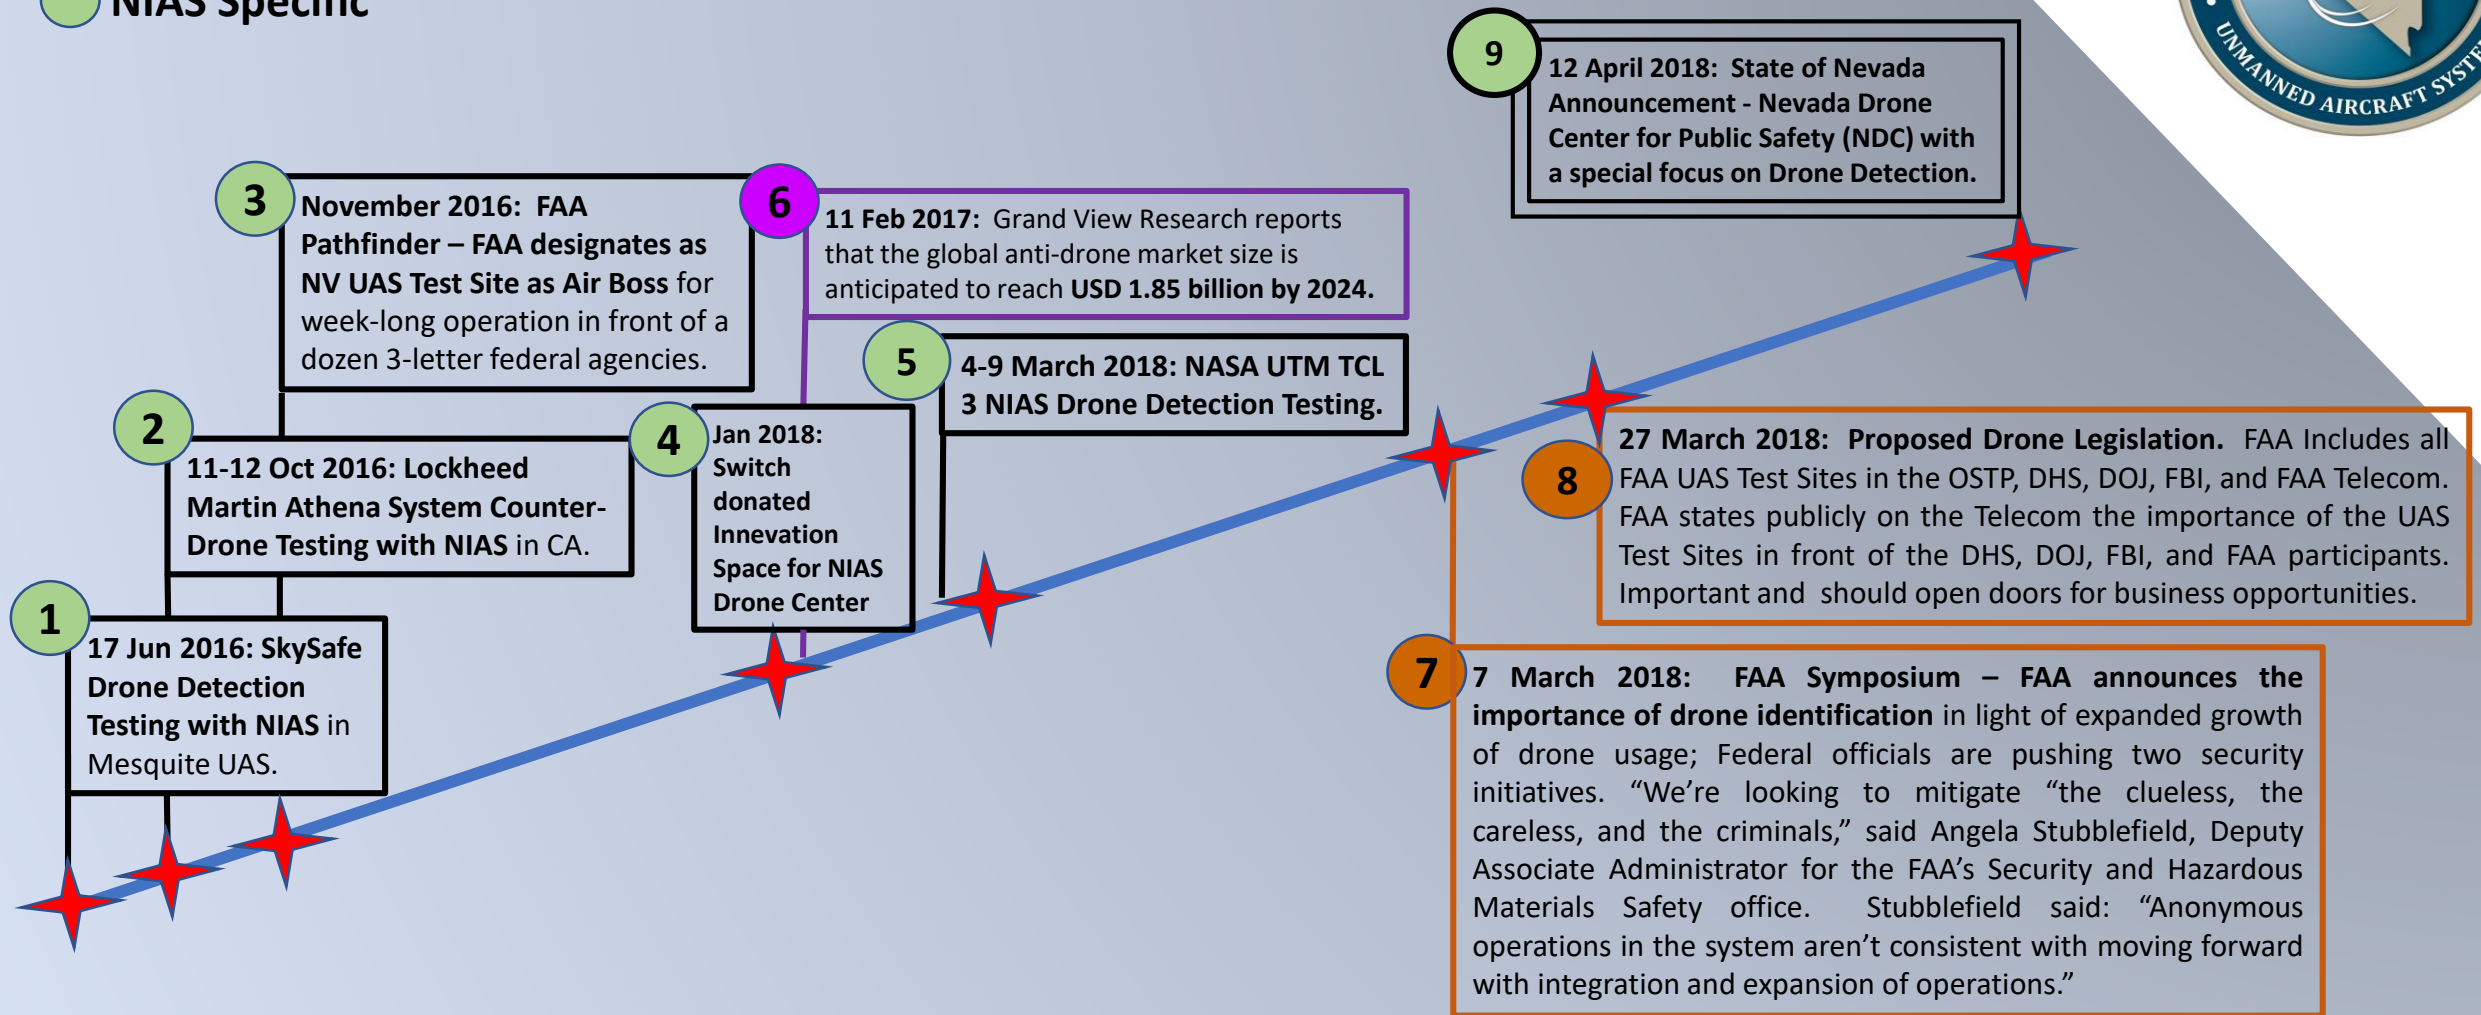 NIAS Specific
UNMANNED AIRCRAFT SYSTEM
9
12 April 2018: State of Nevada
Announcement - Nevada Drone
Center for Public Safety (NDC) with
a special focus on Drone Detection.
3
November 2016: FAA
Pathfinder – FAA designates as
NV UAS Test Site as Air Boss for
week-long operation in front of a
dozen 3-letter federal agencies.
6
11 Feb 2017: Grand View Research reports
that the global anti-drone market size is
anticipated to reach USD 1.85 billion by 2024.
5
4-9 March 2018: NASA UTM TCL
3 NIAS Drone Detection Testing.
2
11-12 Oct 2016: Lockheed
Martin Athena System Counter-
Drone Testing with NIAS in CA.
4
Jan 2018:
Switch
donated
Innevation
Space for NIAS
Drone Center
8
27 March 2018: Proposed Drone Legislation. FAA Includes all
FAA UAS Test Sites in the OSTP, DHS, DOJ, FBI, and FAA Telecom.
FAA states publicly on the Telecom the importance of the UAS
Test Sites in front of the DHS, DOJ, FBI, and FAA participants.
Important and should open doors for business opportunities.
1
17 Jun 2016: SkySafe
Drone Detection
Testing with NIAS in
Mesquite UAS.
7
7 March 2018: FAA Symposium – FAA announces the
importance of drone identification in light of expanded growth
of drone usage; Federal officials are pushing two security
initiatives. “We’re looking to mitigate “the clueless, the
careless, and the criminals,” said Angela Stubblefield, Deputy
Associate Administrator for the FAA’s Security and Hazardous
Materials Safety office. Stubblefield said: “Anonymous
operations in the system aren’t consistent with moving forward
with integration and expansion of operations.”